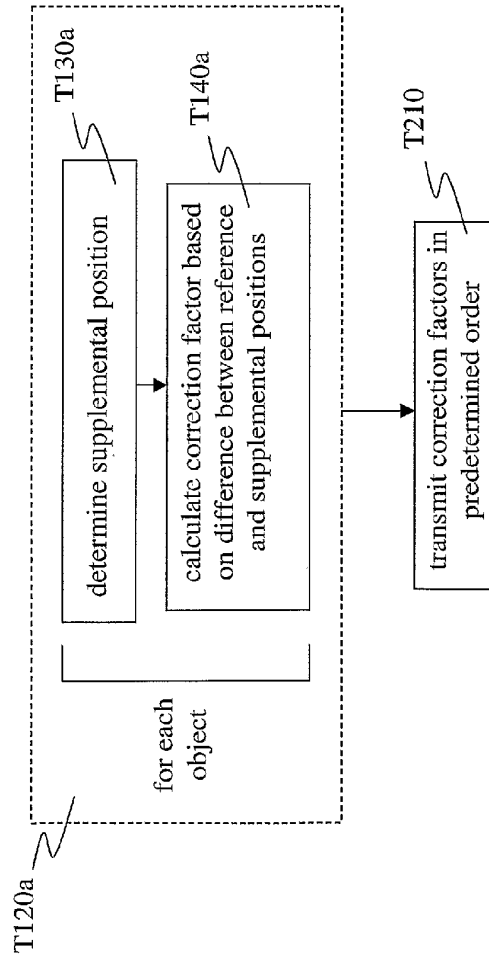 T120a
for each
object
determine supplemental position
T130a
calculate correction factor based
on difference between reference
and supplemental positions
T140a
transmit correction factors in
predetermined order
T210